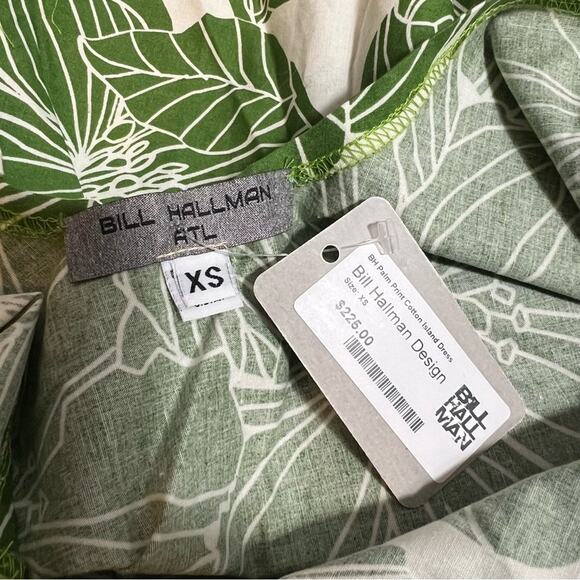 BILL HALLMAN
ATL
XS
BH Palm Print Cotton Island Dress
Bill Hallman Design
Size: XS
$225.00
BILL
HALL
MAN